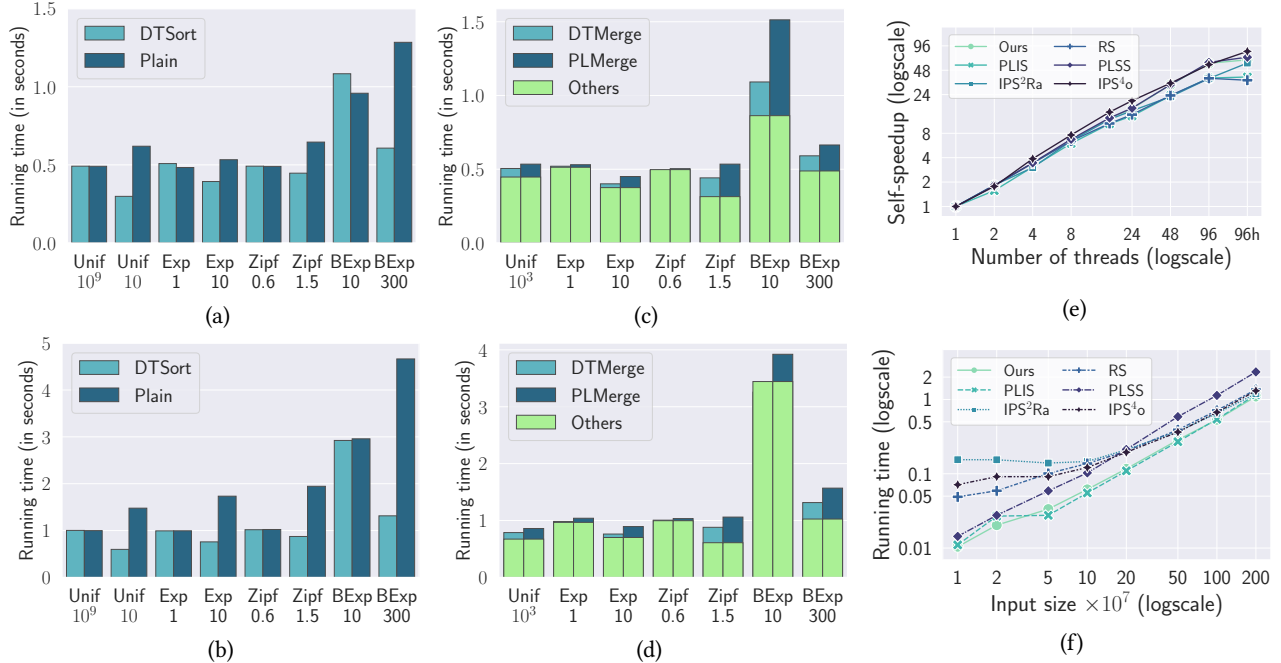 Running time (in seconds)
1.5
1.0
0.5
0.0
DTSort
Plain
Unif Unif Exp Exp Zipf Zipf BExp BExp
10⁹ 10 1 10 0.6 1.5 10 300
(a)
Running time (in seconds)
1.5
1.0
0.5
0.0
DTMerge
PLMerge
Others
Unif Exp Exp Zipf Zipf BExp BExp
10³ 1 10 0.6 1.5 10 300
(c)
Self-speedup (logscale)
96
48
24
8
4
2
1
Ours RS
PLIS PLSS
IPS²Ra IPS⁴o
1 2 4 8 24 48 96 96h
Number of threads (logscale)
(e)
Running time (in seconds)
5
4
3
2
1
0
DTSort
Plain
Unif Unif Exp Exp Zipf Zipf BExp BExp
10⁹ 10 1 10 0.6 1.5 10 300
(b)
Running time (in seconds)
4
3
2
1
0
DTMerge
PLMerge
Others
Unif Exp Exp Zipf Zipf BExp BExp
10³ 1 10 0.6 1.5 10 300
(d)
Running time (logscale)
2
1
0.5
0.1
0.05
0.01
Ours RS
PLIS PLSS
IPS²Ra IPS⁴o
1 2 5 10 20 50 100 200
Input size ×10⁷ (logscale)
(f)